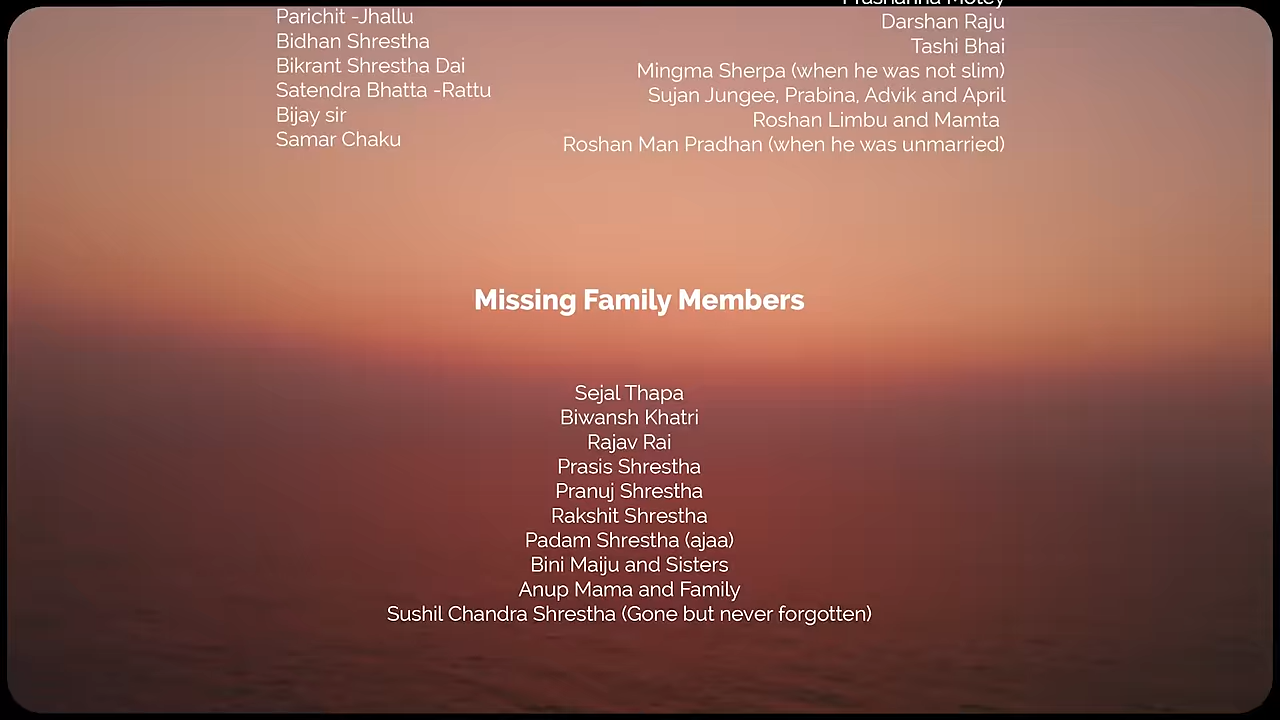 Parichit -Jhallu
Bidhan Shrestha
Bikrant Shrestha Dai
Satendra Bhatta -Rattu
Bijay sir
Samar Chaku
Darshan Raju
Tashi Bhai
Mingma Sherpa (when he was not slim)
Sujan Jungee, Prabina, Advik and April
Roshan Limbu and Mamta
Roshan Man Pradhan (when he was unmarried)
Missing Family Members
Sejal Thapa
Biwansh Khatri
Rajav Rai
Prasis Shrestha
Pranuj Shrestha
Rakshit Shrestha
Padam Shrestha (ajaa)
Bini Maiju and Sisters
Anup Mama and Family
Sushil Chandra Shrestha (Gone but never forgotten)